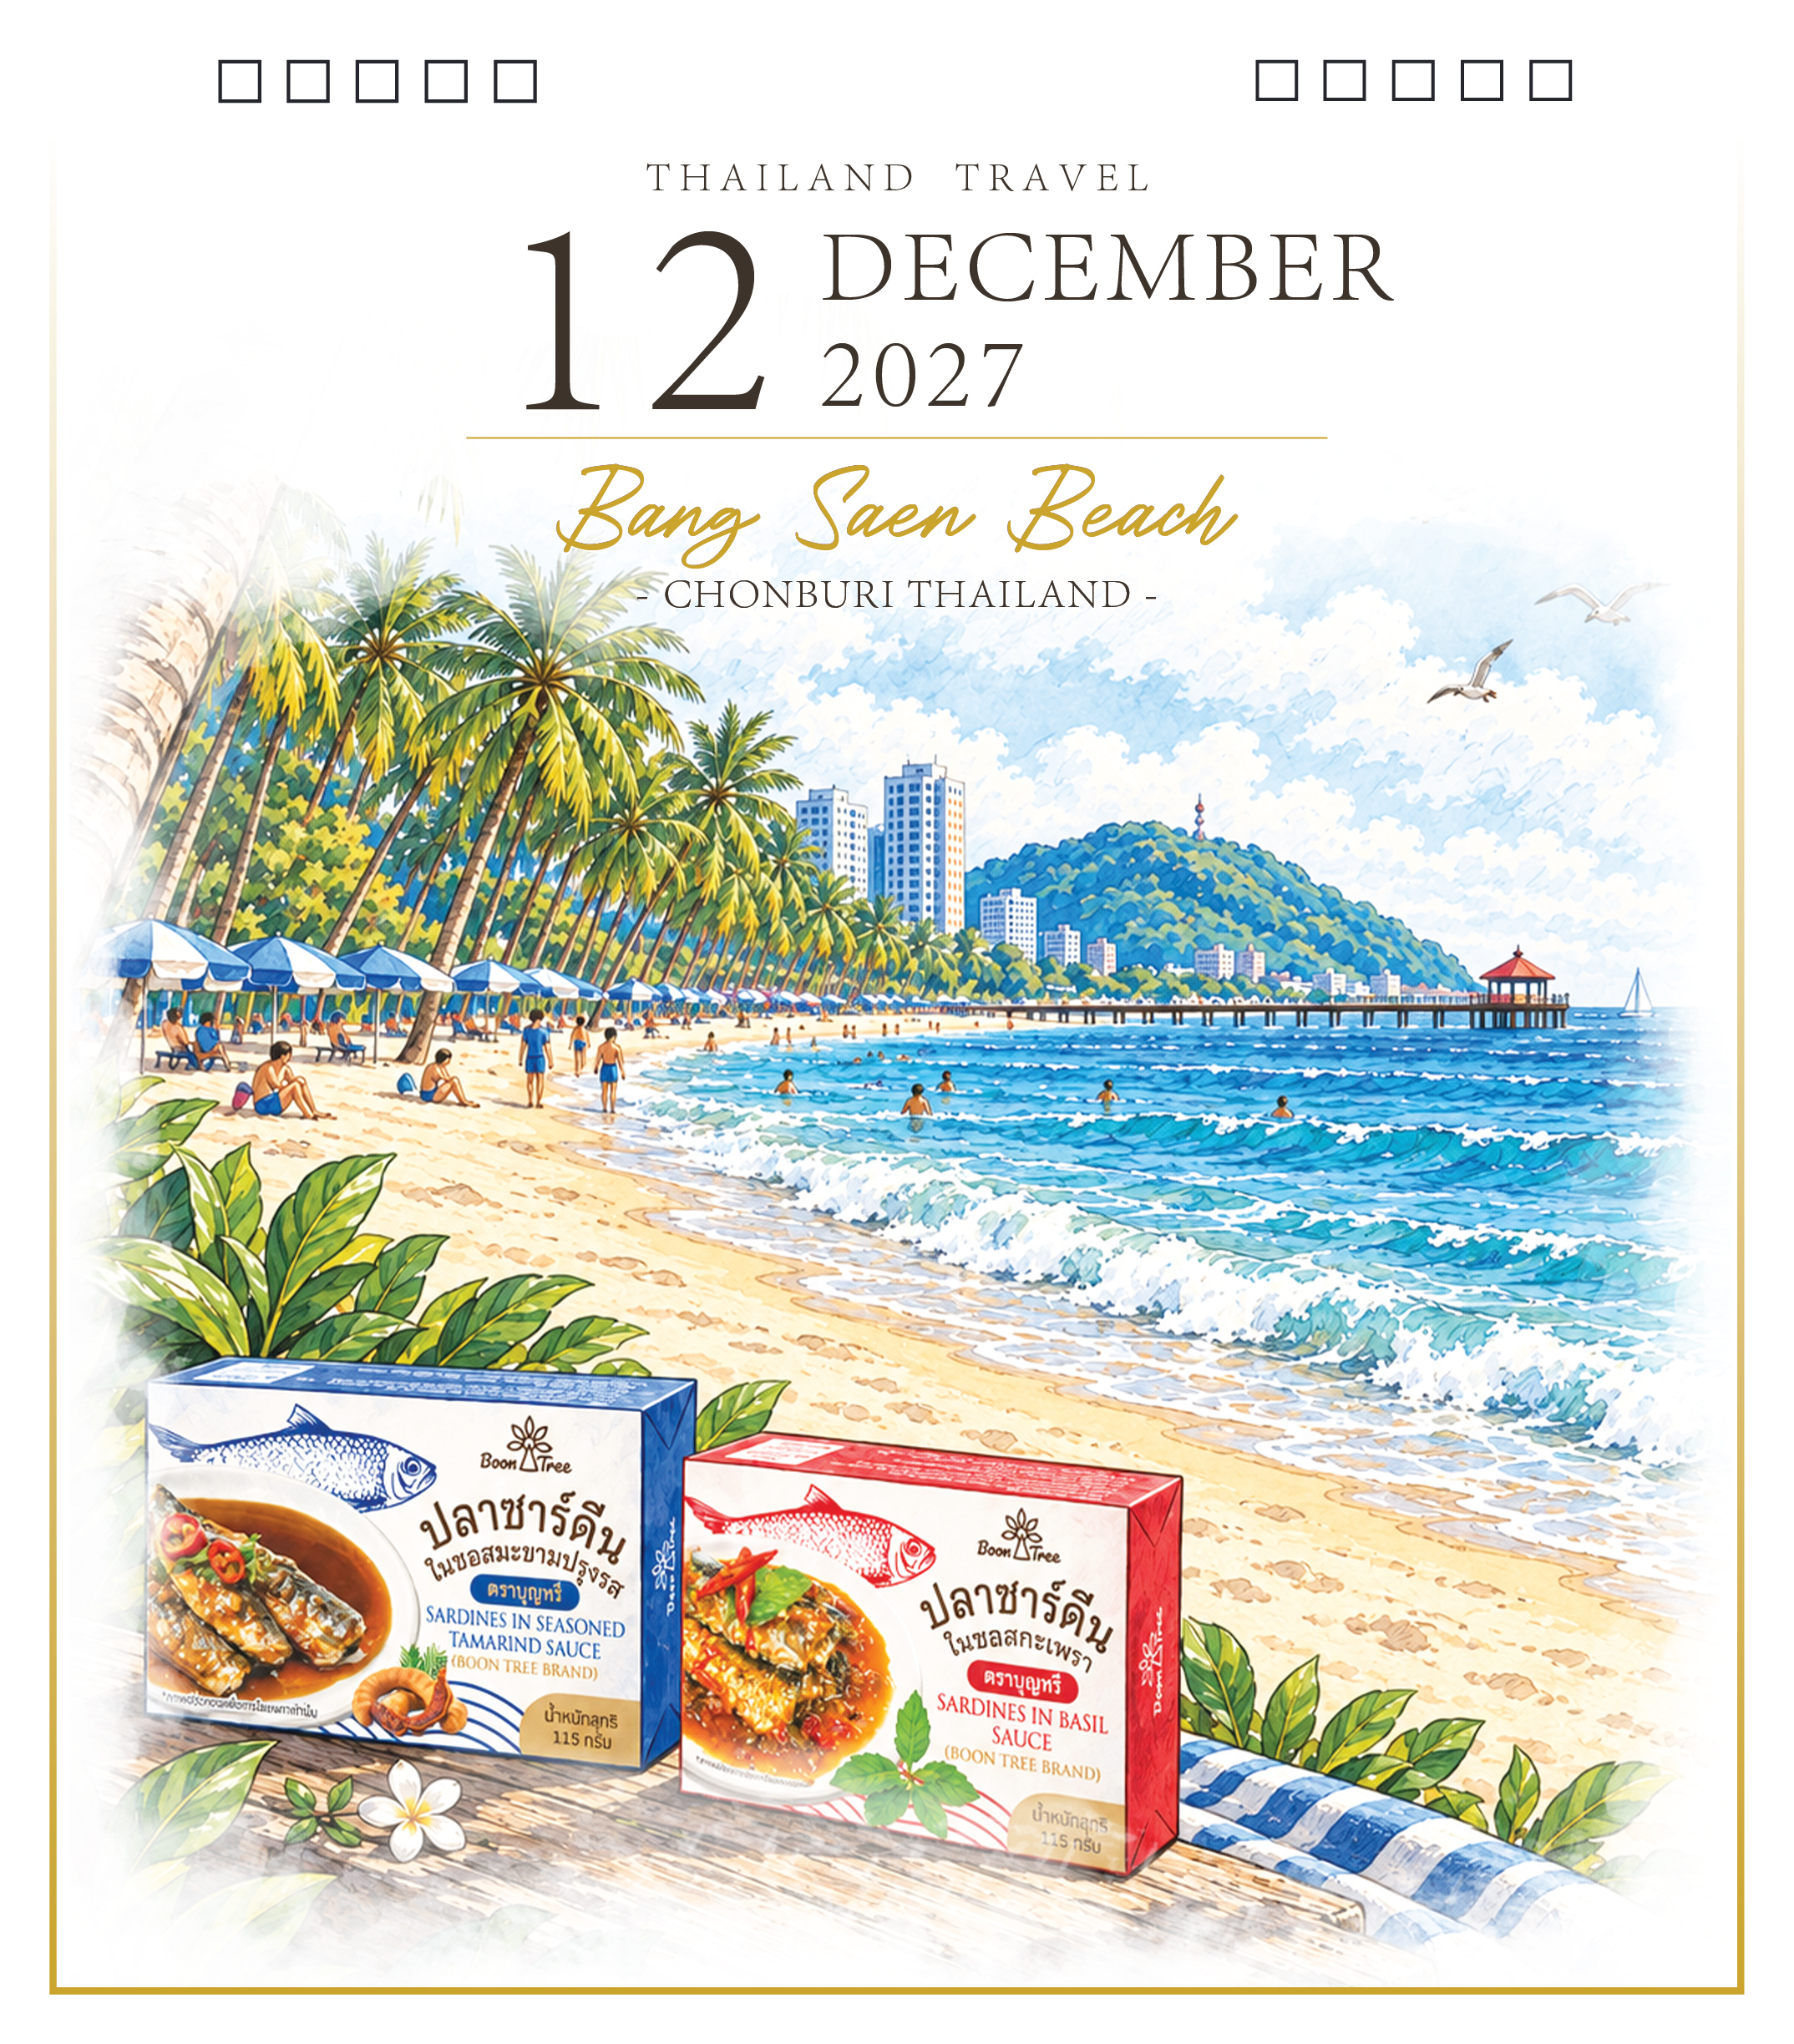 THAILAND TRAVEL
12
DECEMBER
2027
Bang Saen Beach
- CHONBURI THAILAND -
Boon Tree
ปลาซาร์ดีน
ในซอสมะขามปรุงรส
ตราบุญทรี
SARDINES IN SEASONED
TAMARIND SAUCE
(BOON TREE BRAND)
น้ำหนักสุทธิ
115 กรัม
Boon Tree
ปลาซาร์ดีน
ในซอสกะเพรา
ตราบุญทรี
SARDINES IN BASIL
SAUCE
(BOON TREE BRAND)
น้ำหนักสุทธิ
115 กรัม